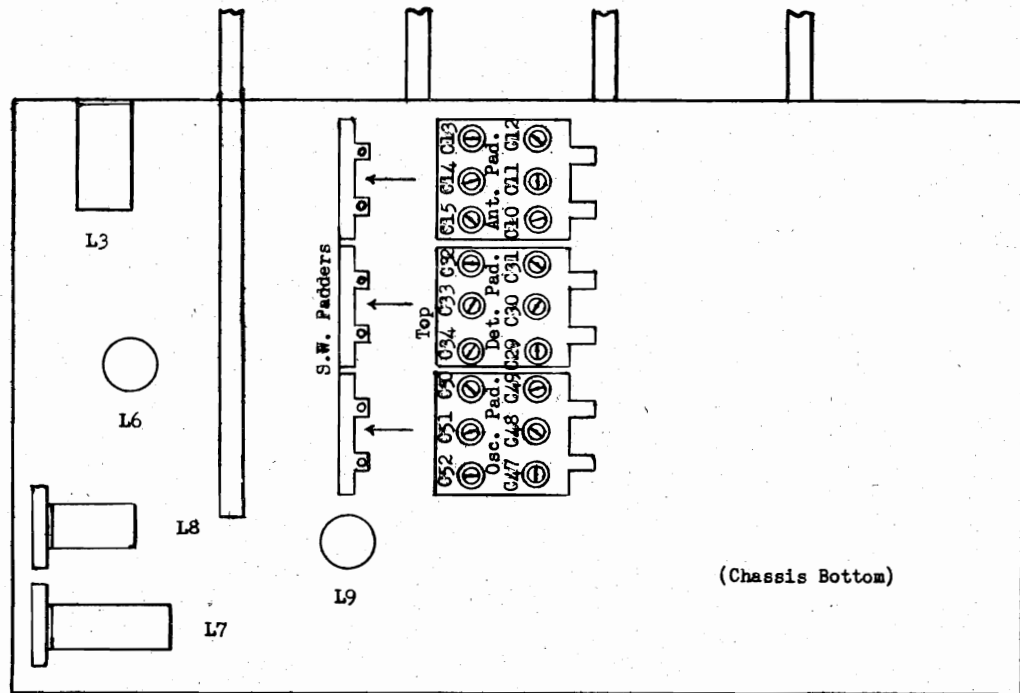 L3
L6
L8
L7
L9
S.W. Padders
Top
C13
C14
C15
Ant. Pad.
C12
C11
C10
C32
C33
C34
Det. Pad.
C31
C30
C29
C50
C51
C52
Osc. Pad.
C49
C48
C47
(Chassis Bottom)